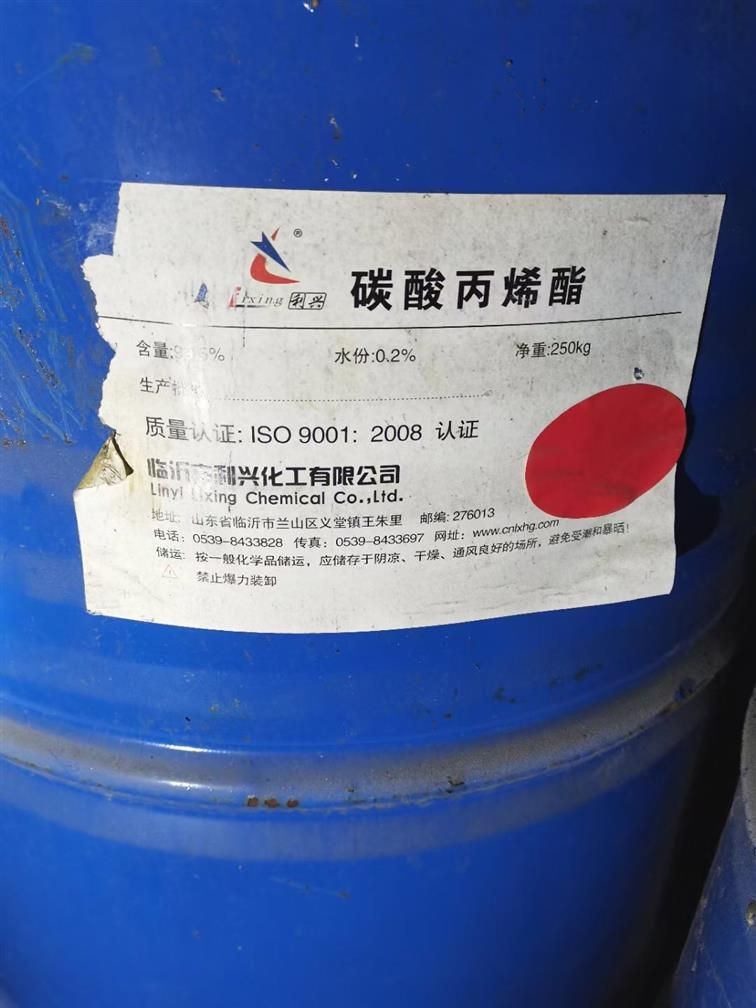 ® 碳酸丙烯酯
Lixing 利兴
含量: % 水份:0.2% 净重:250kg
生产批
质量认证: ISO 9001: 2008 认证
临沂市利兴化工有限公司
Linyi Lixing Chemical Co.,Ltd.
地址: 山东省临沂市兰山区义堂镇王朱里 邮编: 276013
电话: 0539-8433828 传真: 0539-8433697 网址: www.cnlxhg.com
储运: 按一般化学品储运，应储存于阴凉、干燥、通风良好的场所，避免受潮和暴晒!
禁止爆力装卸